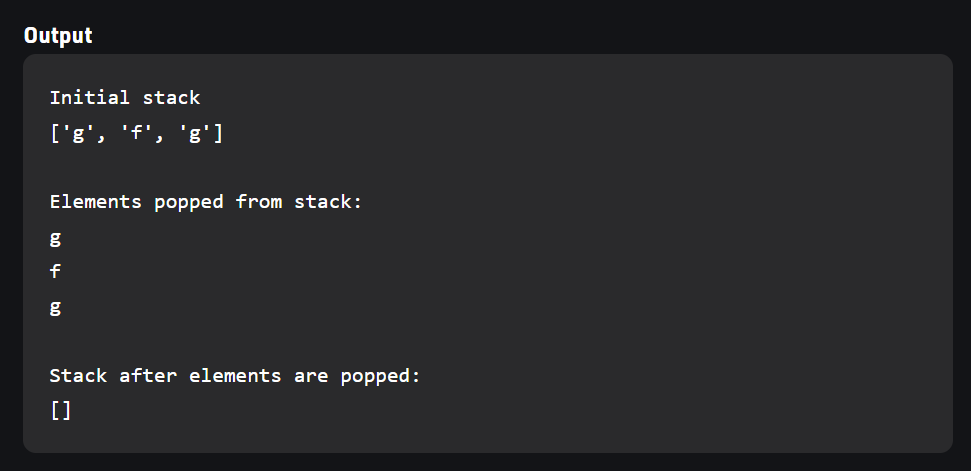 Output
Initial stack
['g', 'f', 'g']
Elements popped from stack:
g
f
g
Stack after elements are popped:
[]